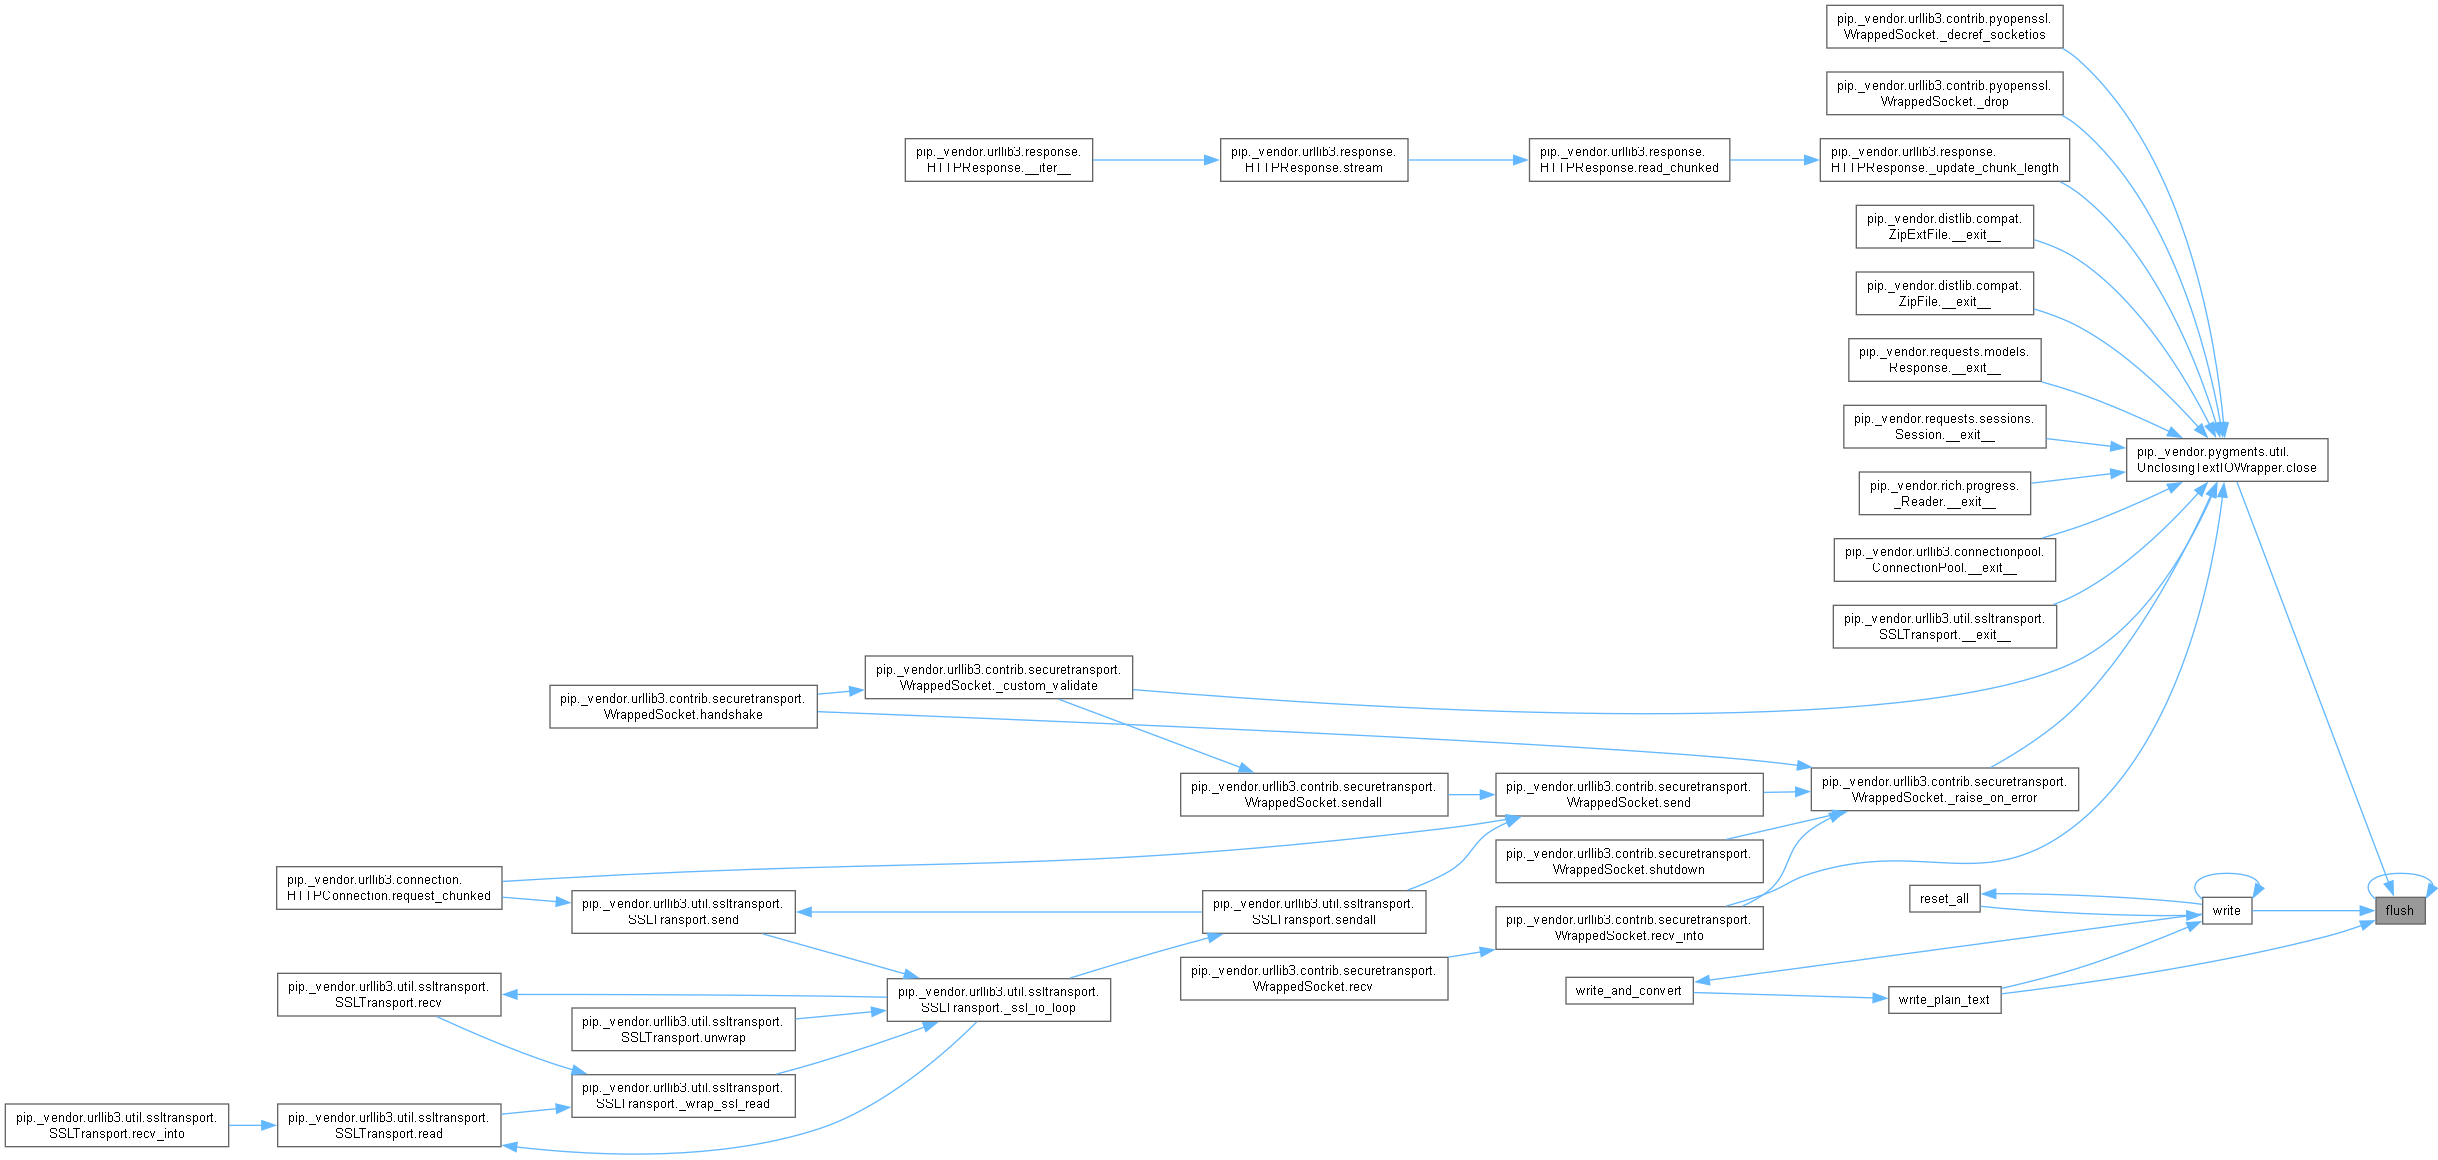 pip._vendor.urllib3.contrib.pyopenssl.
WrappedSocket._decref_socketios
pip._vendor.urllib3.contrib.pyopenssl.
WrappedSocket._drop
pip._vendor.urllib3.response.
HTTPResponse.__iter__
pip._vendor.urllib3.response.
HTTPResponse.stream
pip._vendor.urllib3.response.
HTTPResponse.read_chunked
pip._vendor.urllib3.response.
HTTPResponse._update_chunk_length
pip._vendor.distlib.compat.
ZipExtFile.__exit__
pip._vendor.distlib.compat.
ZipFile.__exit__
pip._vendor.requests.models.
Response.__exit__
pip._vendor.requests.sessions.
Session.__exit__
pip._vendor.pygments.util.
UnclosingTextIOWrapper.close
pip._vendor.rich.progress.
_Reader.__exit__
pip._vendor.urllib3.connectionpool.
ConnectionPool.__exit__
pip._vendor.urllib3.util.ssltransport.
SSLTransport.__exit__
pip._vendor.urllib3.contrib.securetransport.
WrappedSocket._custom_validate
pip._vendor.urllib3.contrib.securetransport.
WrappedSocket.handshake
pip._vendor.urllib3.contrib.securetransport.
WrappedSocket.sendall
pip._vendor.urllib3.contrib.securetransport.
WrappedSocket.send
pip._vendor.urllib3.contrib.securetransport.
WrappedSocket._raise_on_error
pip._vendor.urllib3.contrib.securetransport.
WrappedSocket.shutdown
pip._vendor.urllib3.connection.
HTTPConnection.request_chunked
pip._vendor.urllib3.util.ssltransport.
SSLTransport.send
pip._vendor.urllib3.util.ssltransport.
SSLTransport.sendall
pip._vendor.urllib3.contrib.securetransport.
WrappedSocket.recv_into
reset_all
write
flush
pip._vendor.urllib3.contrib.securetransport.
WrappedSocket.recv
pip._vendor.urllib3.util.ssltransport.
SSLTransport.recv
pip._vendor.urllib3.util.ssltransport.
SSLTransport._ssl_io_loop
write_and_convert
write_plain_text
pip._vendor.urllib3.util.ssltransport.
SSLTransport.unwrap
pip._vendor.urllib3.util.ssltransport.
SSLTransport._wrap_ssl_read
pip._vendor.urllib3.util.ssltransport.
SSLTransport.recv_into
pip._vendor.urllib3.util.ssltransport.
SSLTransport.read